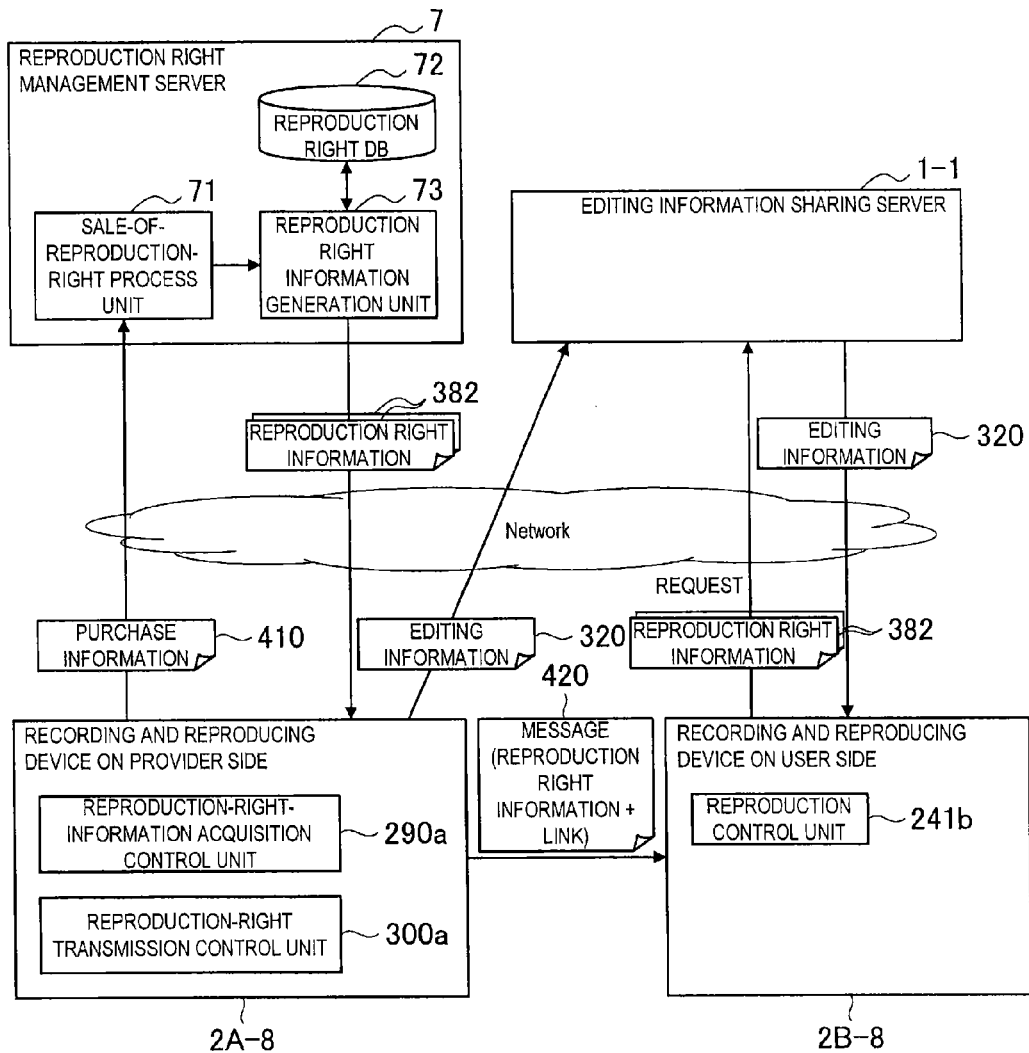 7
REPRODUCTION RIGHT
MANAGEMENT SERVER
72
REPRODUCTION
RIGHT DB
71
73
SALE-OF-
REPRODUCTION-
RIGHT PROCESS
UNIT
REPRODUCTION
RIGHT
INFORMATION
GENERATION UNIT
1-1
EDITING INFORMATION SHARING SERVER
382
REPRODUCTION RIGHT
INFORMATION
EDITING
INFORMATION
320
Network
REQUEST
PURCHASE
INFORMATION
410
EDITING
INFORMATION
320
REPRODUCTION RIGHT
INFORMATION
382
420
MESSAGE
(REPRODUCTION
RIGHT
INFORMATION +
LINK)
RECORDING AND REPRODUCING
DEVICE ON PROVIDER SIDE
REPRODUCTION-RIGHT-
INFORMATION ACQUISITION
CONTROL UNIT
290a
REPRODUCTION-RIGHT
TRANSMISSION CONTROL UNIT
300a
2A-8
RECORDING AND REPRODUCING
DEVICE ON USER SIDE
REPRODUCTION
CONTROL UNIT
241b
2B-8